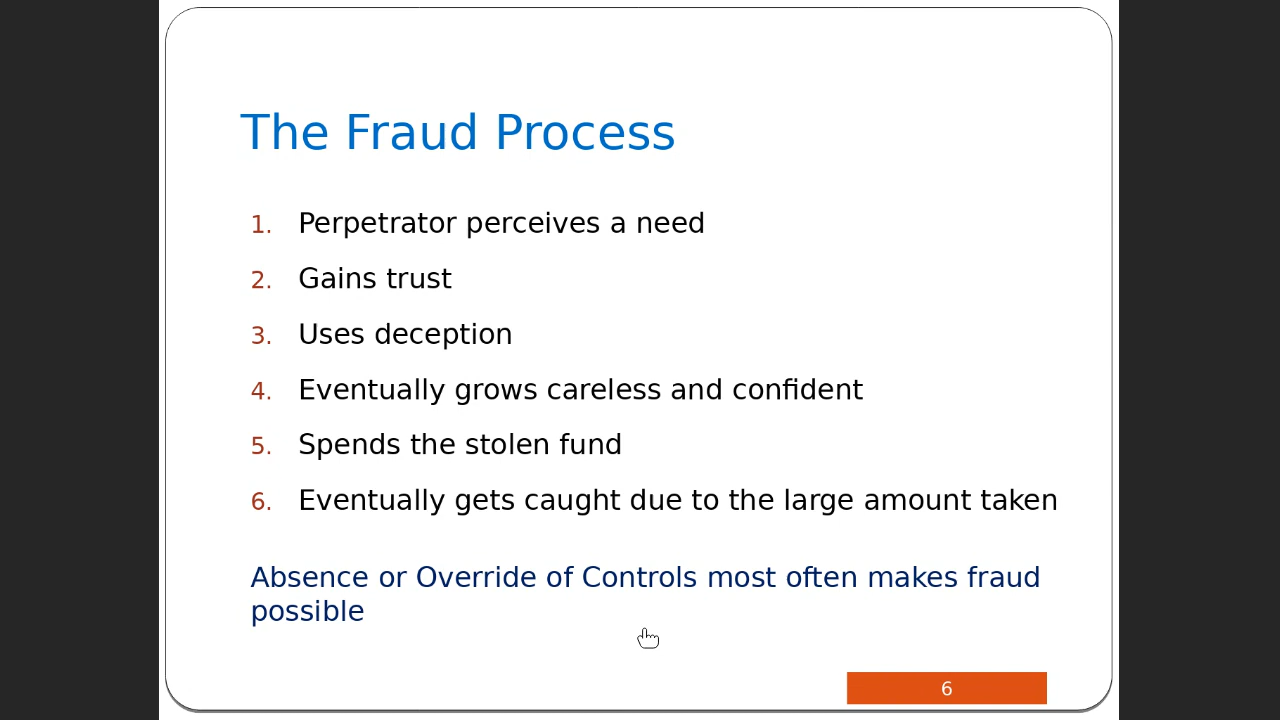 The Fraud Process
1. Perpetrator perceives a need
2. Gains trust
3. Uses deception
4. Eventually grows careless and confident
5. Spends the stolen fund
6. Eventually gets caught due to the large amount taken
Absence or Override of Controls most often makes fraud
possible
6